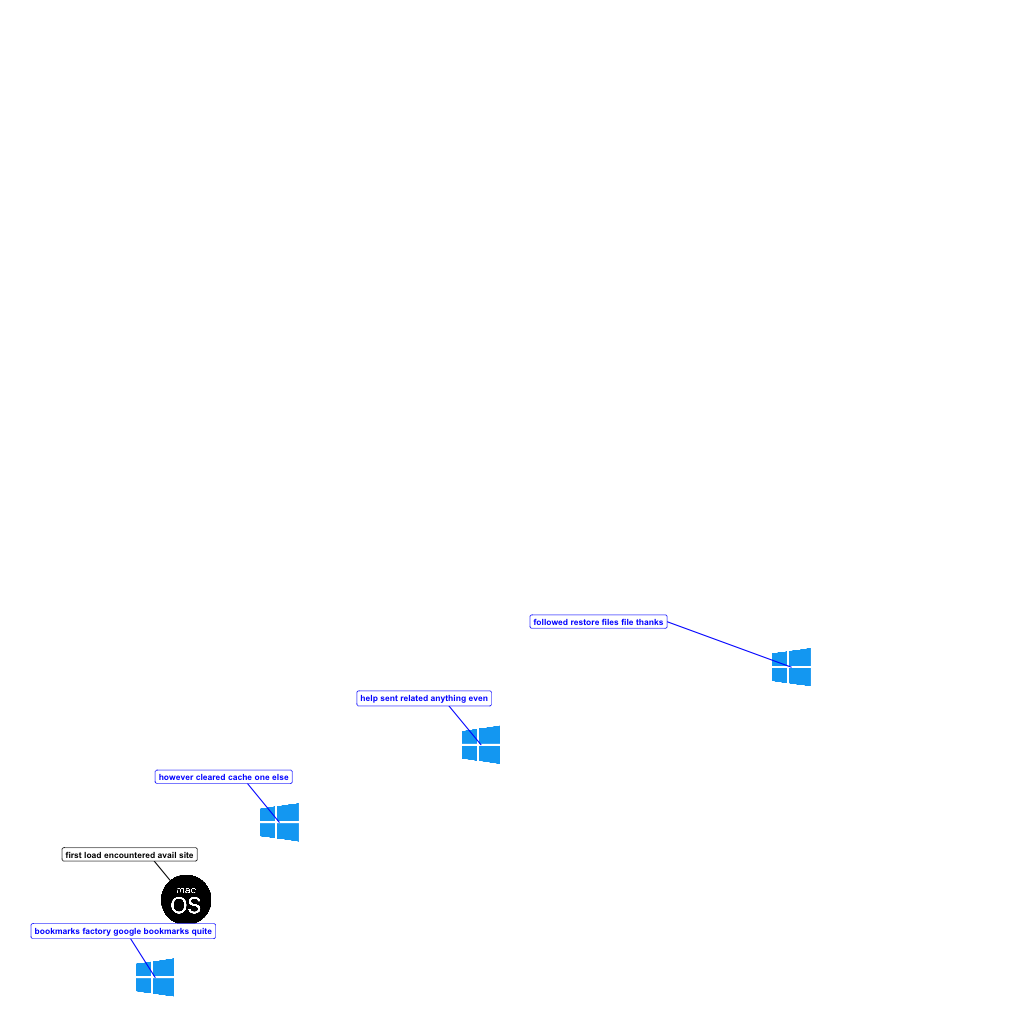 followed restore files file thanks
help sent related anything even
however cleared cache one else
first load encountered avail site
mac
OS
bookmarks factory google bookmarks quite